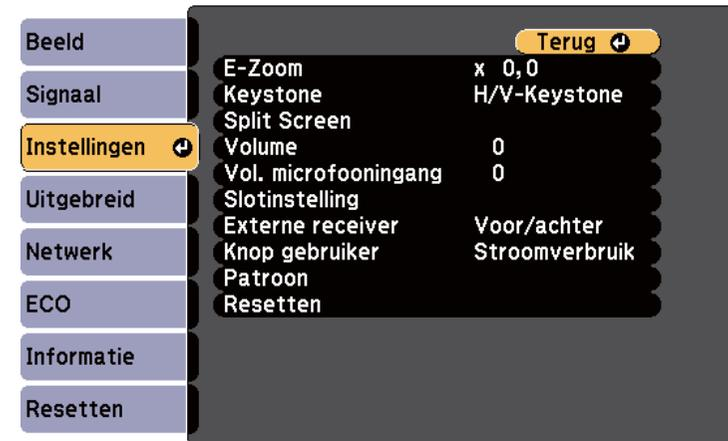 Beeld
Signaal
Instellingen
Uitgebreid
Netwerk
ECO
Informatie
Resetten
Terug
E-Zoom x 0,0
Keystone H/V-Keystone
Split Screen
Volume 0
Vol. microfooningang 0
Slotinstelling
Externe receiver Voor/achter
Knop gebruiker Stroomverbruik
Patroon
Resetten